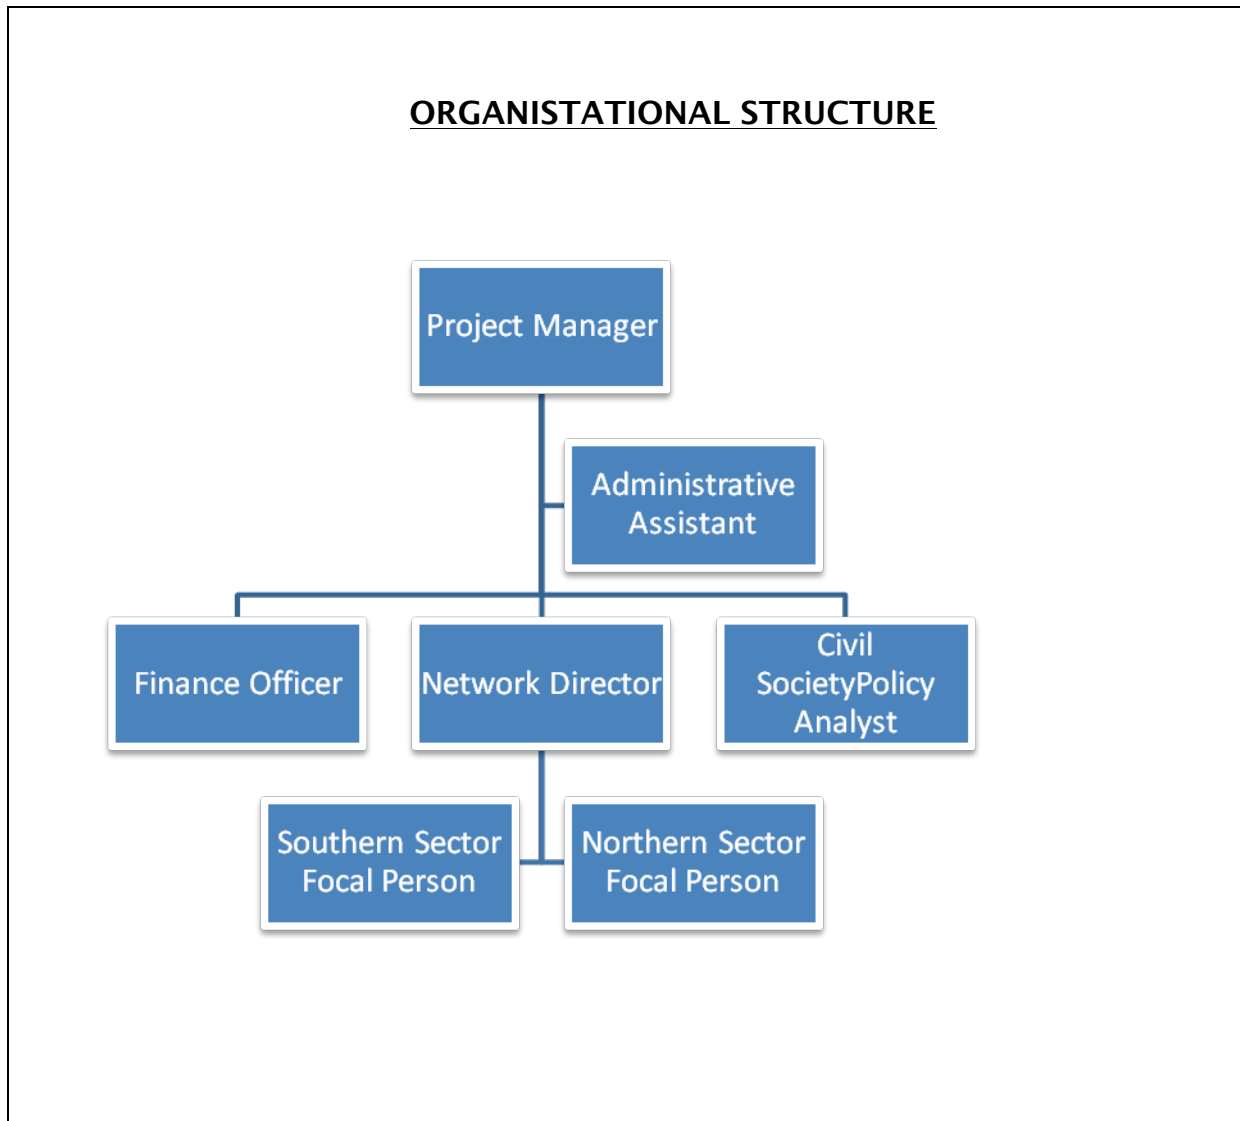 ORGANISTATIONAL STRUCTURE
Project Manager
Administrative
Assistant
Finance Officer
Network Director
Civil
SocietyPolicy
Analyst
Southern Sector
Focal Person
Northern Sector
Focal Person